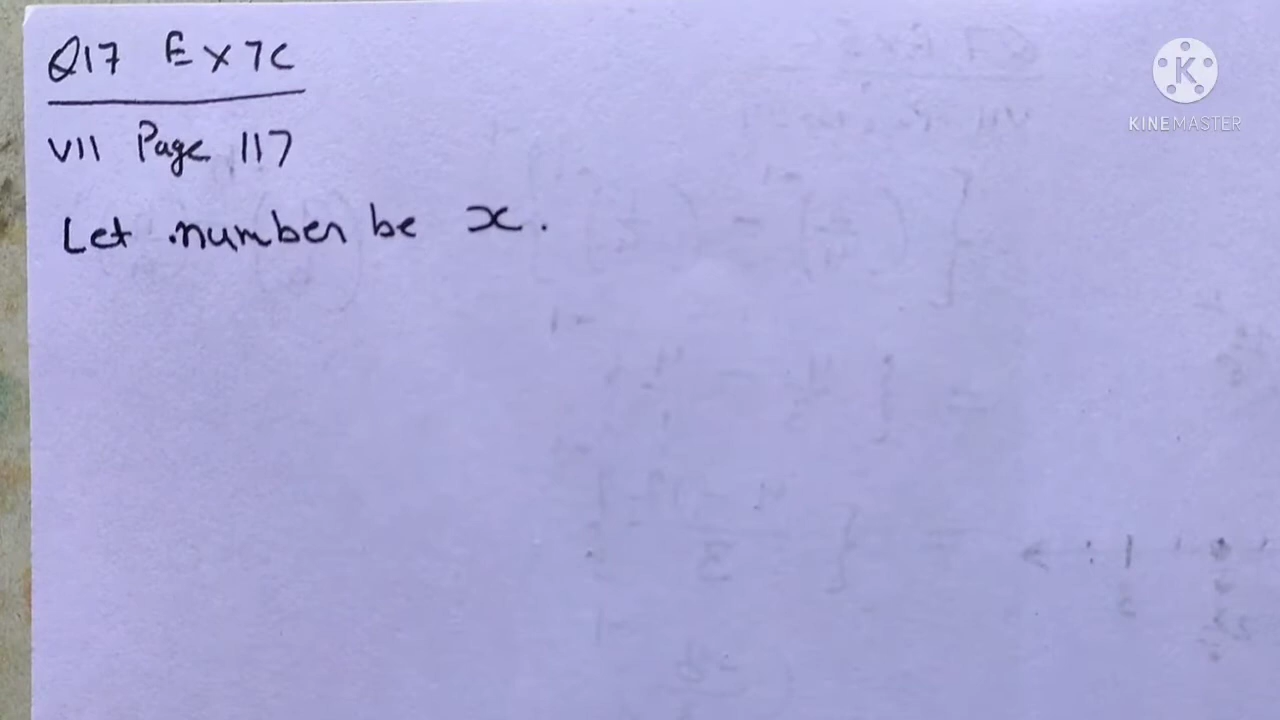 Q17 Ex 7C
VII Page 117
Let number be x.
K
KINEMASTER